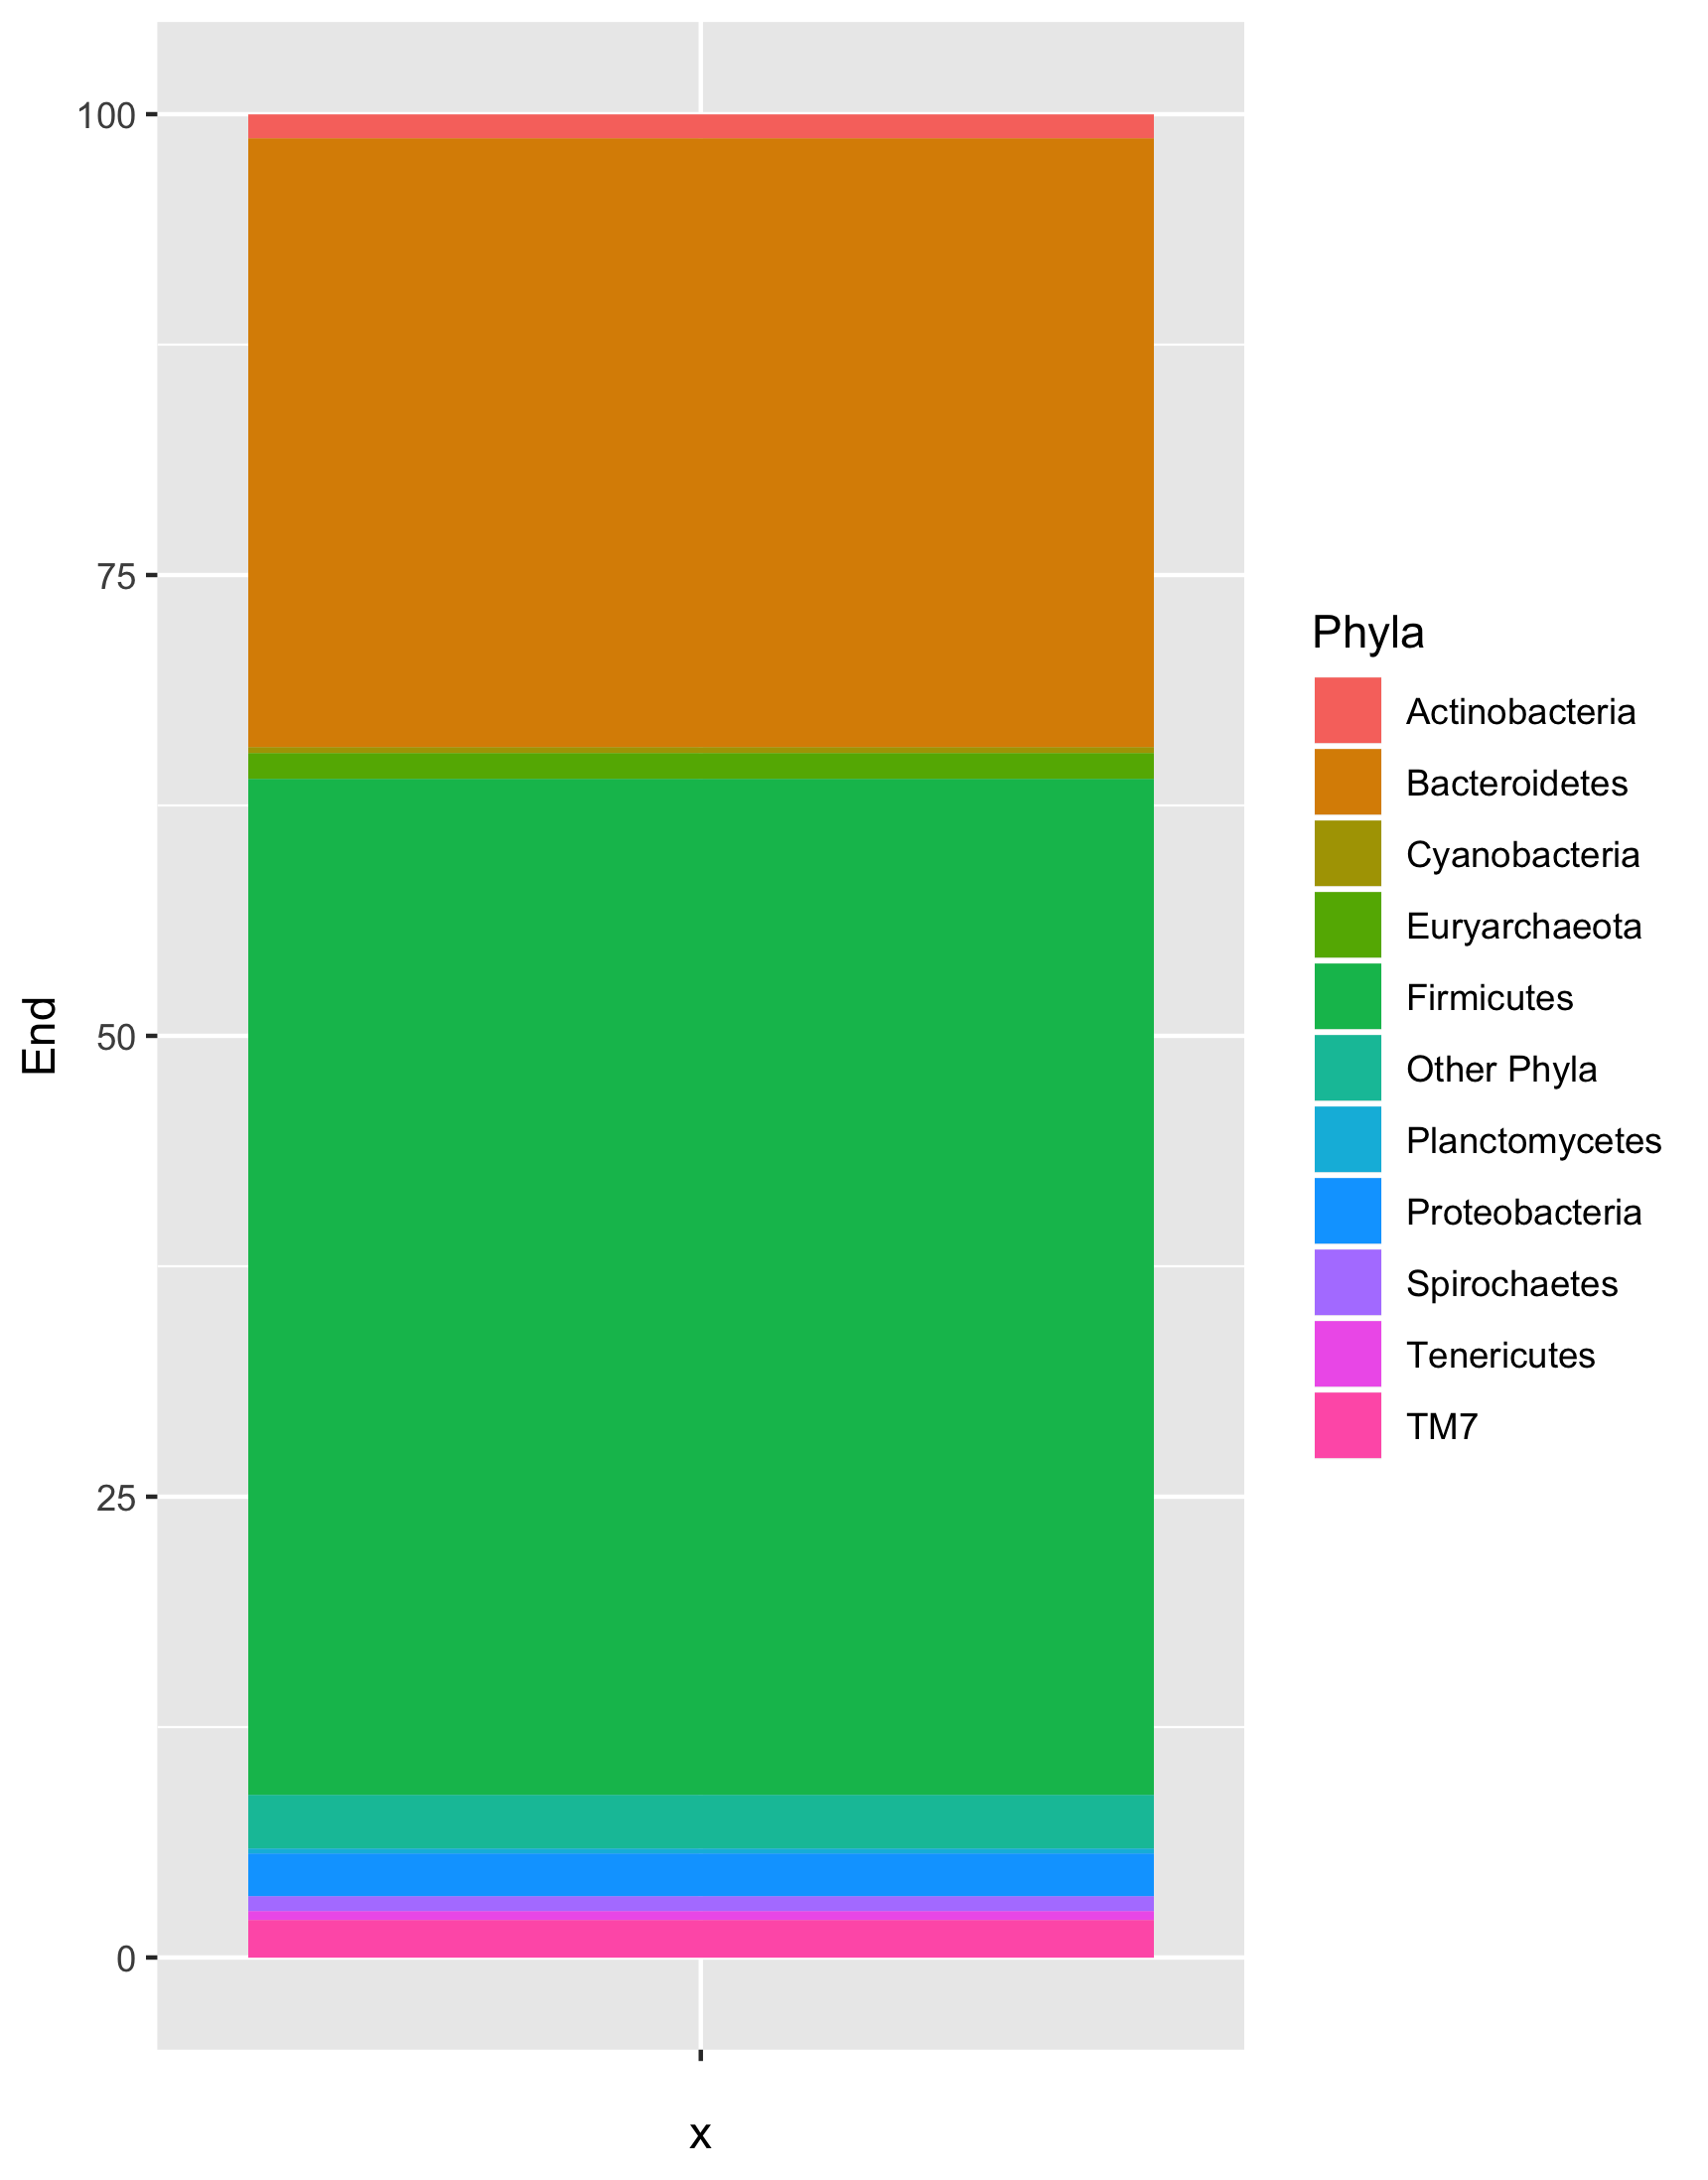 100
75
50
25
0
End
x
Phyla
Actinobacteria
Bacteroidetes
Cyanobacteria
Euryarchaeota
Firmicutes
Other Phyla
Planctomycetes
Proteobacteria
Spirochaetes
Tenericutes
TM7